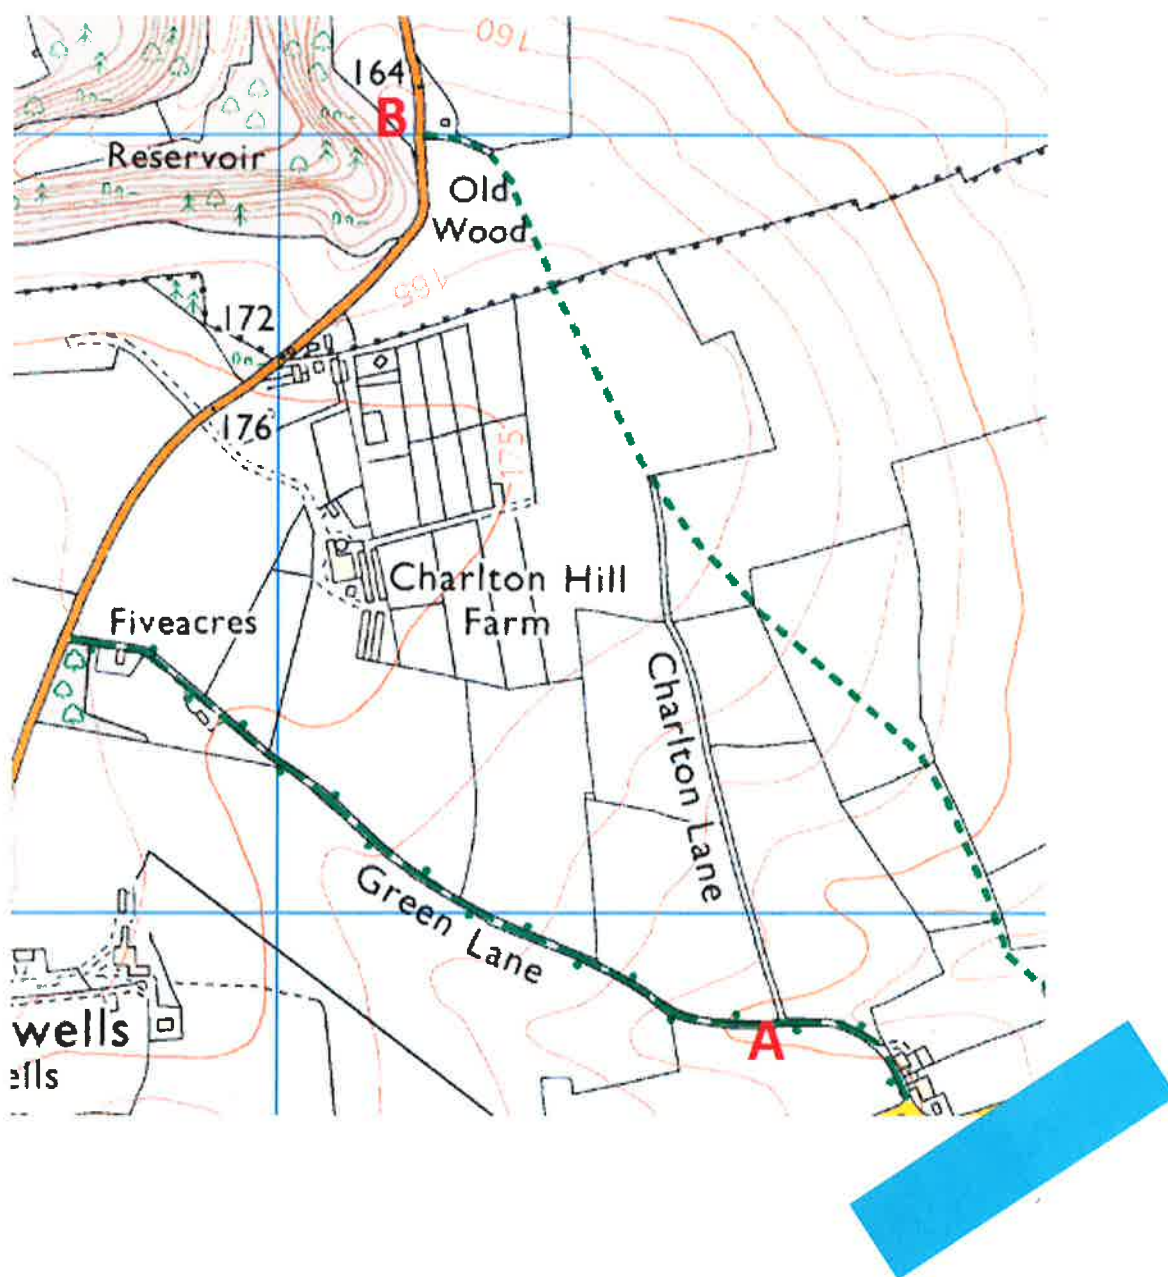 160
164
B
Reservoir
Old
Wood
165
172
176
175
Charlton Hill
Farm
Fiveacres
Charlton Lane
Green Lane
A
wells
ells